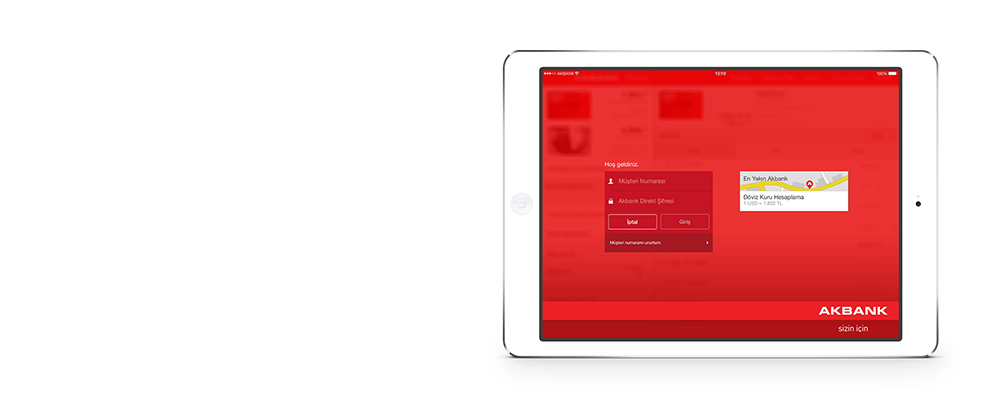 AKBANK
10:10
100%
Hoş geldiniz.
Müşteri Numarası
Akbank Direkt Şifresi
İptal
Giriş
Müşteri numaramı unuttum.
En Yakın Akbank
Döviz Kuru Hesaplama
1 USD = 1.822 TL
AKBANK
sizin için